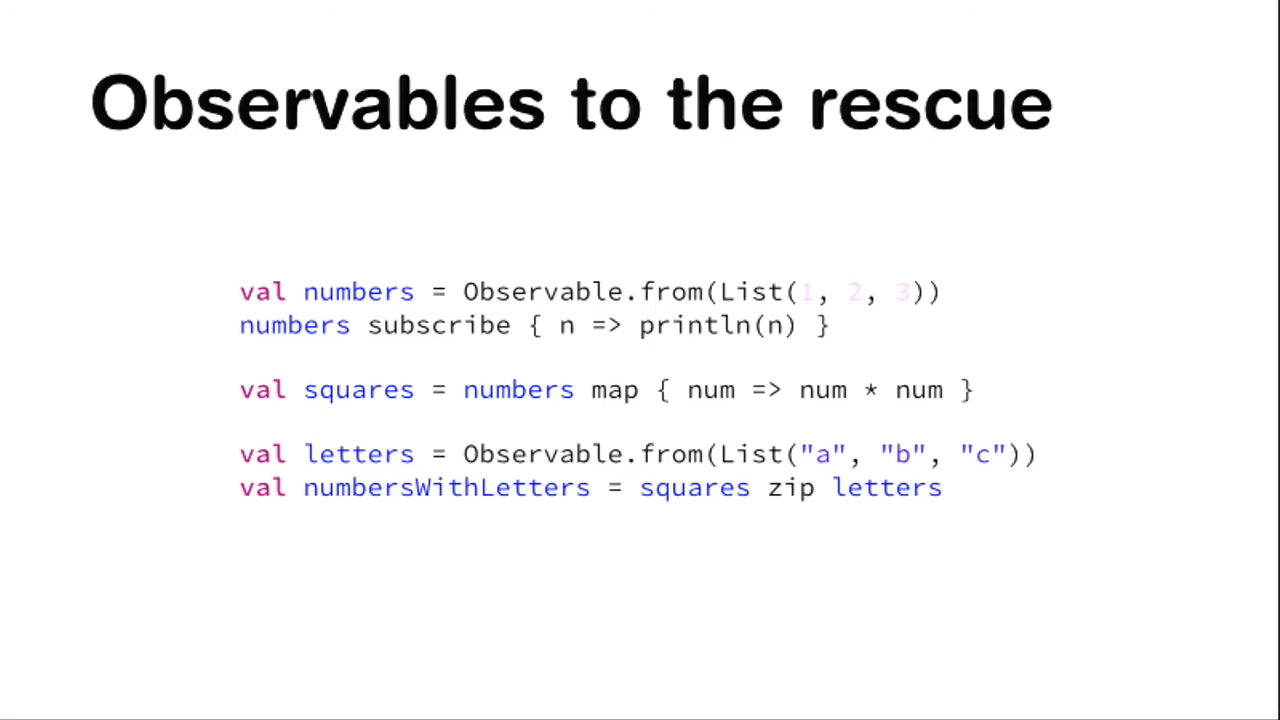 Observables to the rescue
val numbers = Observable.from(List(1, 2, 3))
numbers subscribe { n => println(n) }
val squares = numbers map { num => num * num }
val letters = Observable.from(List("a", "b", "c"))
val numbersWithLetters = squares zip letters